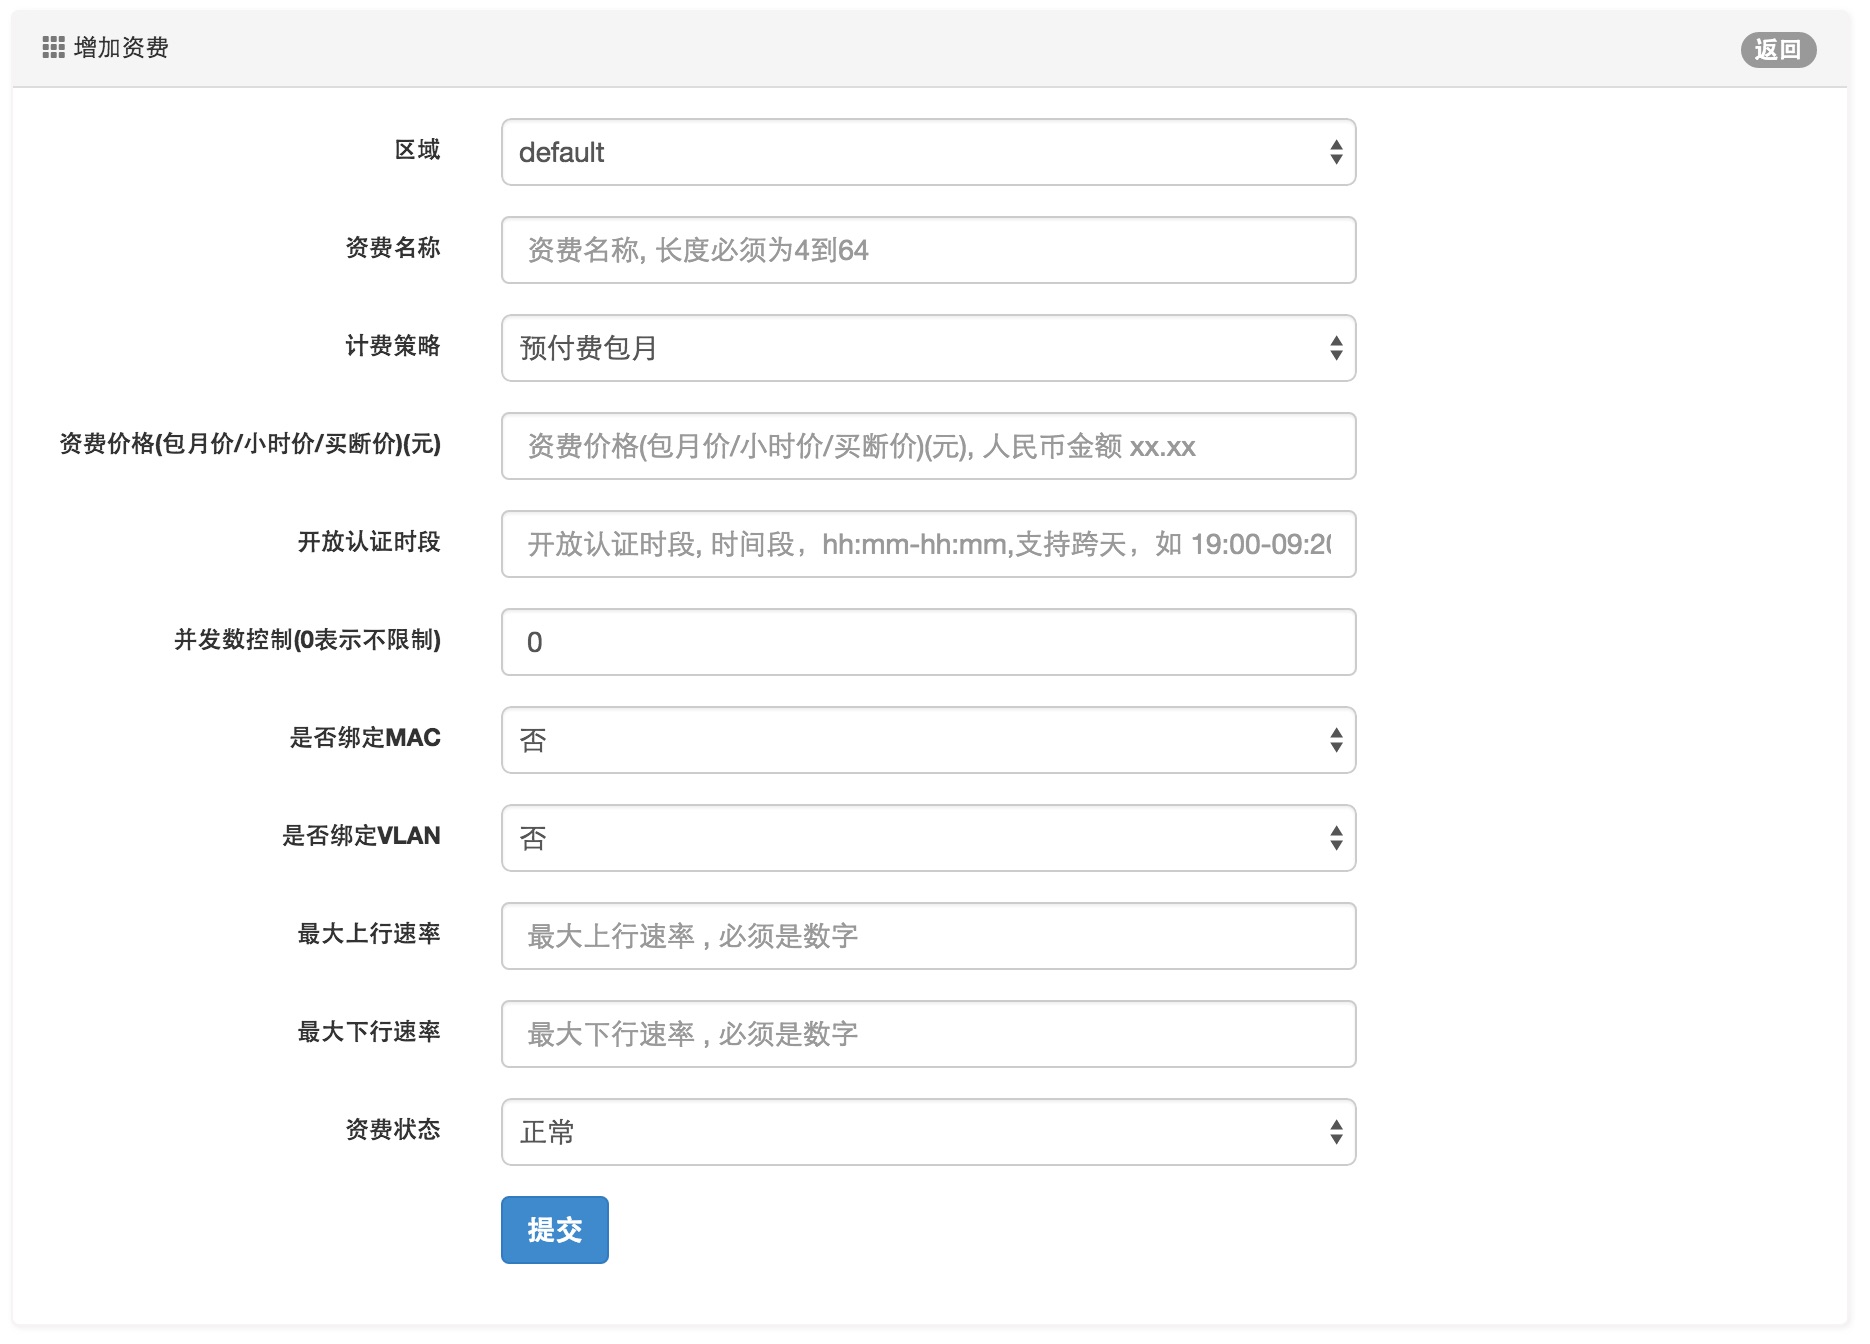 增加资费
返回
区域
default
资费名称
资费名称, 长度必须为4到64
计费策略
预付费包月
资费价格(包月价/小时价/买断价)(元)
资费价格(包月价/小时价/买断价)(元), 人民币金额 xx.xx
开放认证时段
开放认证时段, 时间段，hh:mm-hh:mm,支持跨天，如 19:00-09:20
并发数控制(0表示不限制)
0
是否绑定MAC
否
是否绑定VLAN
否
最大上行速率
最大上行速率 , 必须是数字
最大下行速率
最大下行速率 , 必须是数字
资费状态
正常
提交